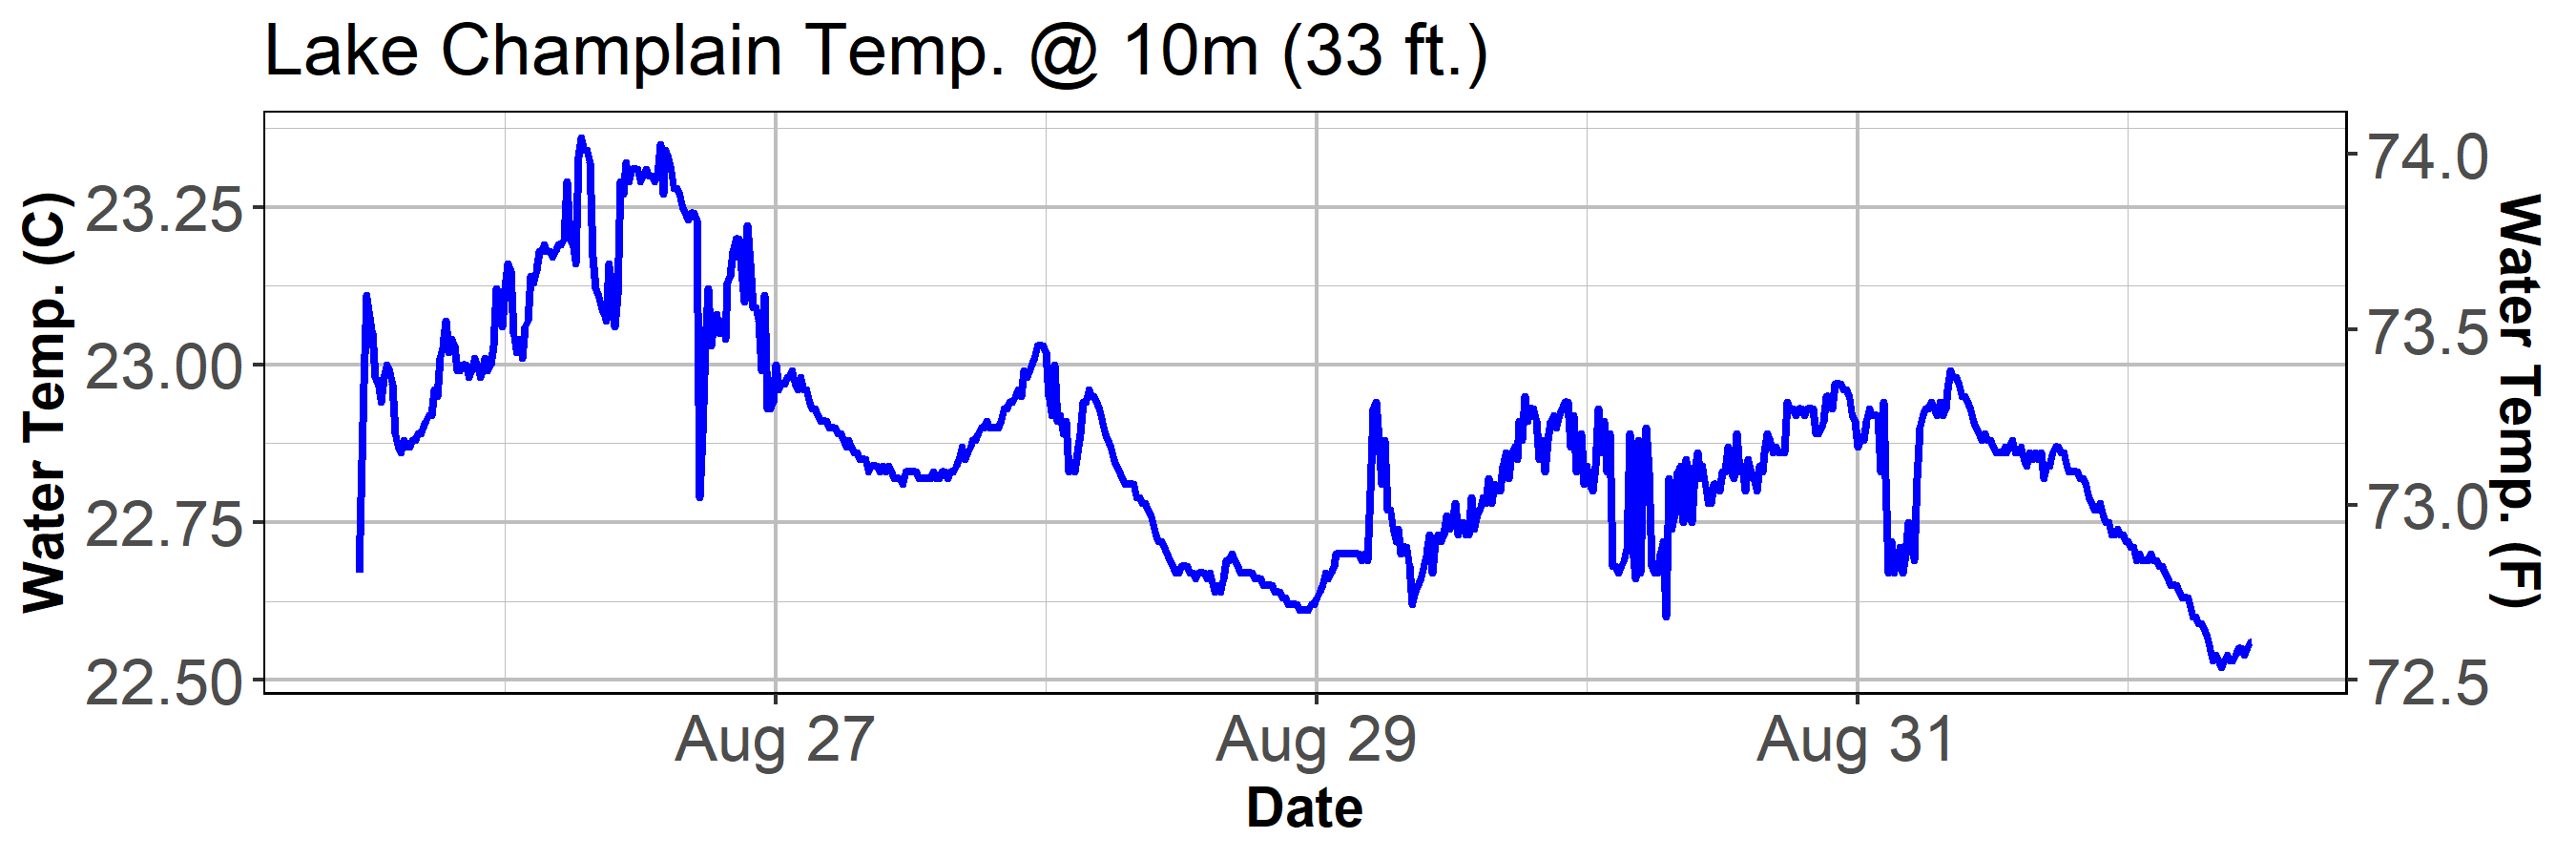 Lake Champlain Temp. @ 10m (33 ft.)
Water Temp. (C)
23.25
23.00
22.75
22.50
74.0
73.5
73.0
72.5
Water Temp. (F)
Aug 27
Aug 29
Aug 31
Date